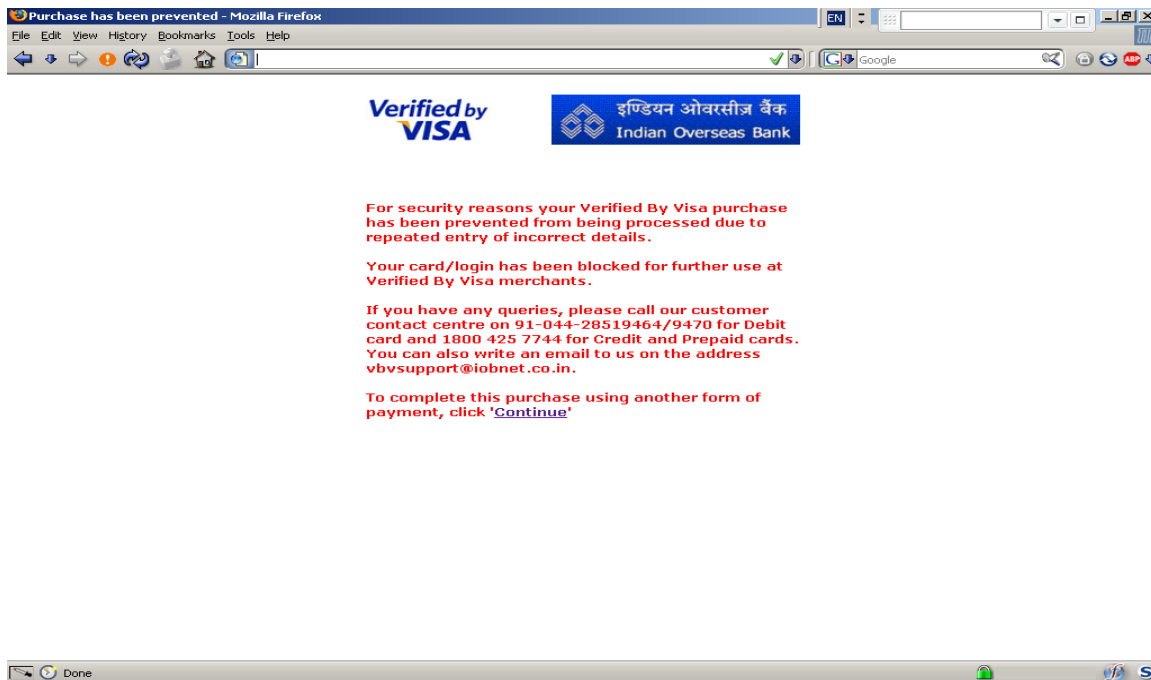 Purchase has been prevented - Mozilla Firefox
EN
File Edit View History Bookmarks Tools Help
Google
ABP
Verified by
VISA
इण्डियन ओवरसीज़ बैंक
Indian Overseas Bank
For security reasons your Verified By Visa purchase
has been prevented from being processed due to
repeated entry of incorrect details.
Your card/login has been blocked for further use at
Verified By Visa merchants.
If you have any queries, please call our customer
contact centre on 91-044-28519464/9470 for Debit
card and 1800 425 7744 for Credit and Prepaid cards.
You can also write an email to us on the address
vbvsupport@iobnet.co.in.
To complete this purchase using another form of
payment, click 'Continue'
Done